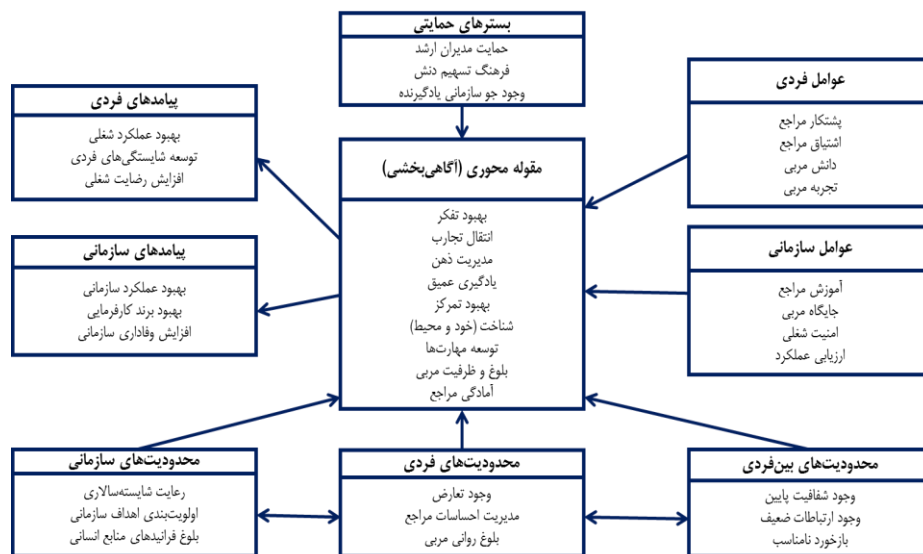 بسترهای حمایتی
حمایت مدیران ارشد
فرهنگ تسهیم دنش
وجود جو سازمانی یادگیرنده
عوامل فردی
پشتکار مراجع
اشتیاق مراجع
دانش مربی
تجربه مربی
عوامل سازمانی
آموزش مراجع
جایگاه مربی
امنیت شغلی
ارزیابی عملکرد
مقوله محوری (آگاهی‌بخشی)
بهبود تفکر
انتقال تجارب
مدیریت ذهن
یادگیری عمیق
بهبود تمرکز
شناخت (خود و محیط)
توسعه مهارت‌ها
بلوغ و ظرفیت مربی
آمادگی مراجع
پیامدهای فردی
بهبود عملکرد شغلی
توسعه شایستگی‌های فردی
افزایش رضایت شغلی
پیامدهای سازمانی
بهبود عملکرد سازمانی
بهبود برند کارفرمایی
افزایش وفاداری سازمانی
محدودیت‌های بین‌فردی
وجود شفافیت پایین
وجود ارتباطات ضعیف
بازخورد نامناسب
محدودیت‌های فردی
وجود تعارض
مدیریت احساسات مراجع
بلوغ روانی مربی
محدودیت‌های سازمانی
رعایت شایسته‌سالاری
اولویت‌بندی اهداف سازمانی
بلوغ فرانیدهای منابع انسانی